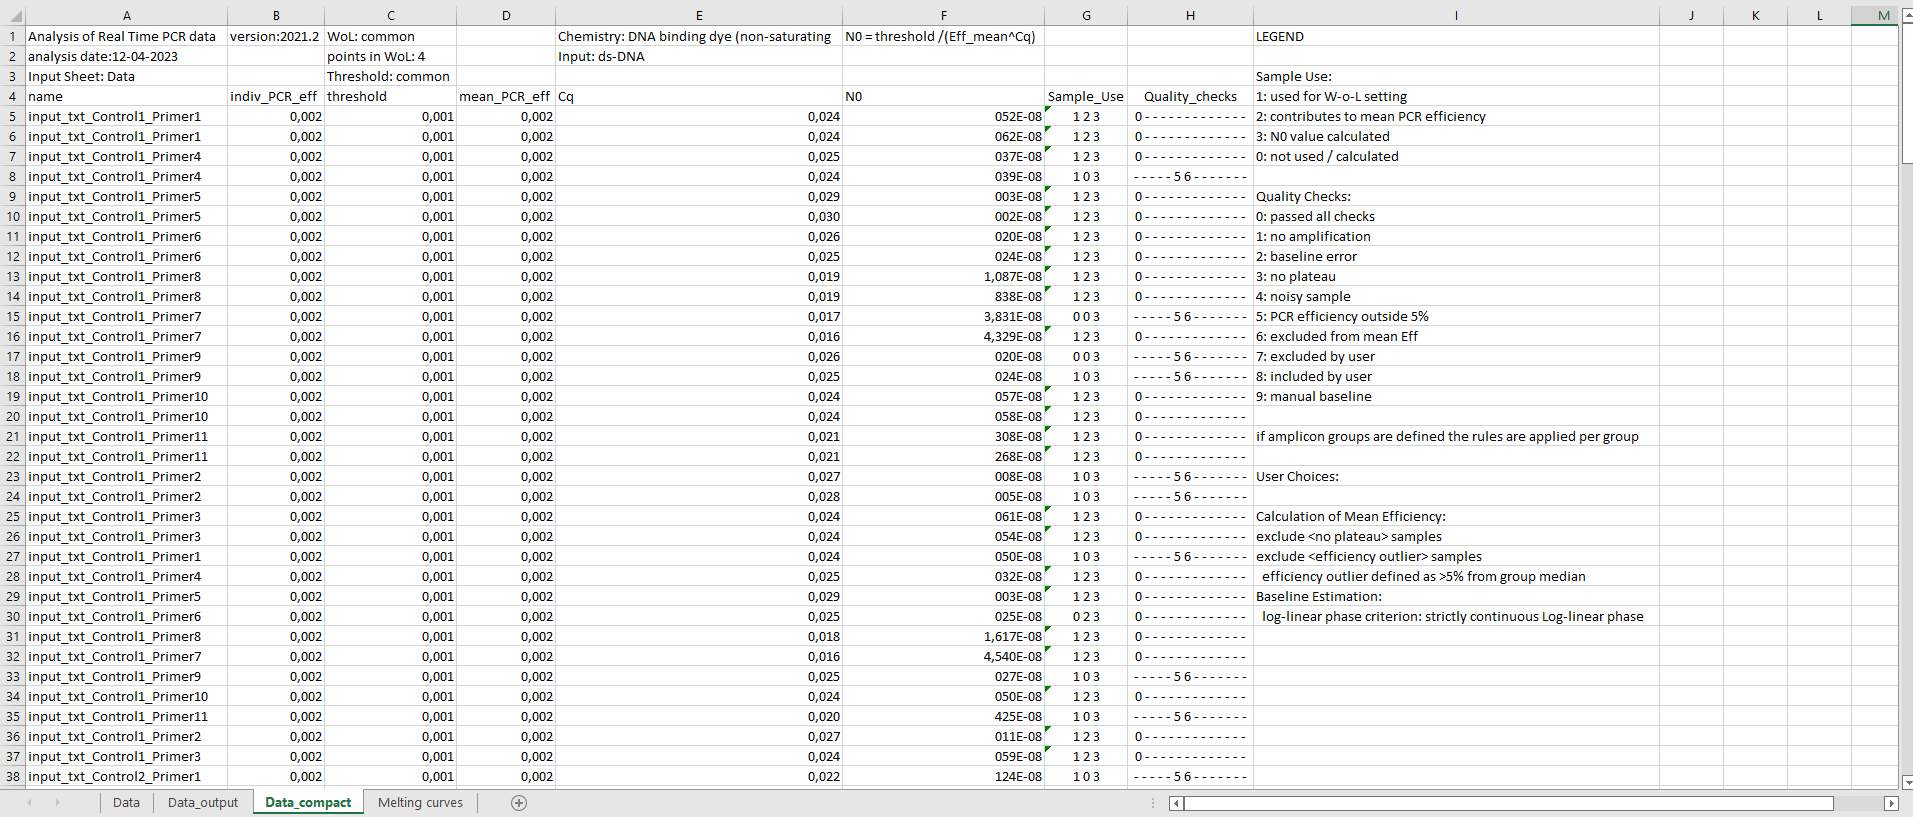 A B C D E F G H I J K L M
1 Analysis of Real Time PCR data version:2021.2 WoL: common Chemistry: DNA binding dye (non-saturating N0 = threshold /(Eff_mean^Cq) LEGEND
2 analysis date:12-04-2023 points in WoL: 4 Input: ds-DNA
3 Input Sheet: Data Threshold: common Sample Use:
4 name indiv_PCR_eff threshold mean_PCR_eff Cq N0 Sample_Use Quality_checks 1: used for W-o-L setting
5 input_txt_Control1_Primer1 0,002 0,001 0,002 0,024 052E-08 1 2 3 0 - - - - - - - - - - - - - 2: contributes to mean PCR efficiency
6 input_txt_Control1_Primer1 0,002 0,001 0,002 0,024 062E-08 1 2 3 0 - - - - - - - - - - - - - 3: N0 value calculated
7 input_txt_Control1_Primer4 0,002 0,001 0,002 0,025 037E-08 1 2 3 0 - - - - - - - - - - - - - 0: not used / calculated
8 input_txt_Control1_Primer4 0,002 0,001 0,002 0,024 039E-08 1 0 3 - - - - - 5 6 - - - - - - -
9 input_txt_Control1_Primer5 0,002 0,001 0,002 0,029 003E-08 1 2 3 0 - - - - - - - - - - - - - Quality Checks:
10 input_txt_Control1_Primer5 0,002 0,001 0,002 0,030 002E-08 1 2 3 0 - - - - - - - - - - - - - 0: passed all checks
11 input_txt_Control1_Primer6 0,002 0,001 0,002 0,026 020E-08 1 2 3 0 - - - - - - - - - - - - - 1: no amplification
12 input_txt_Control1_Primer6 0,002 0,001 0,002 0,025 024E-08 1 2 3 0 - - - - - - - - - - - - - 2: baseline error
13 input_txt_Control1_Primer8 0,002 0,001 0,002 0,019 1,087E-08 1 2 3 0 - - - - - - - - - - - - - 3: no plateau
14 input_txt_Control1_Primer8 0,002 0,001 0,002 0,019 838E-08 1 2 3 0 - - - - - - - - - - - - - 4: noisy sample
15 input_txt_Control1_Primer7 0,002 0,001 0,002 0,017 3,831E-08 0 0 3 - - - - - 5 6 - - - - - - - 5: PCR efficiency outside 5%
16 input_txt_Control1_Primer7 0,002 0,001 0,002 0,016 4,329E-08 1 2 3 0 - - - - - - - - - - - - - 6: excluded from mean Eff
17 input_txt_Control1_Primer9 0,002 0,001 0,002 0,026 020E-08 0 0 3 - - - - - 5 6 - - - - - - - 7: excluded by user
18 input_txt_Control1_Primer9 0,002 0,001 0,002 0,025 024E-08 1 0 3 - - - - - 5 6 - - - - - - - 8: included by user
19 input_txt_Control1_Primer10 0,002 0,001 0,002 0,024 057E-08 1 2 3 0 - - - - - - - - - - - - - 9: manual baseline
20 input_txt_Control1_Primer10 0,002 0,001 0,002 0,024 058E-08 1 2 3 0 - - - - - - - - - - - - -
21 input_txt_Control1_Primer11 0,002 0,001 0,002 0,021 308E-08 1 2 3 0 - - - - - - - - - - - - - if amplicon groups are defined the rules are applied per group
22 input_txt_Control1_Primer11 0,002 0,001 0,002 0,021 268E-08 1 2 3 0 - - - - - - - - - - - - -
23 input_txt_Control1_Primer2 0,002 0,001 0,002 0,027 008E-08 1 0 3 - - - - - 5 6 - - - - - - - User Choices:
24 input_txt_Control1_Primer2 0,002 0,001 0,002 0,028 005E-08 1 0 3 - - - - - 5 6 - - - - - - -
25 input_txt_Control1_Primer3 0,002 0,001 0,002 0,024 061E-08 1 2 3 0 - - - - - - - - - - - - - Calculation of Mean Efficiency:
26 input_txt_Control1_Primer3 0,002 0,001 0,002 0,024 054E-08 1 2 3 0 - - - - - - - - - - - - - exclude <no plateau> samples
27 input_txt_Control1_Primer1 0,002 0,001 0,002 0,024 050E-08 1 0 3 - - - - - 5 6 - - - - - - - exclude <efficiency outlier> samples
28 input_txt_Control1_Primer4 0,002 0,001 0,002 0,025 032E-08 1 2 3 0 - - - - - - - - - - - - - efficiency outlier defined as >5% from group median
29 input_txt_Control1_Primer5 0,002 0,001 0,002 0,029 003E-08 1 2 3 0 - - - - - - - - - - - - - Baseline Estimation:
30 input_txt_Control1_Primer6 0,002 0,001 0,002 0,025 025E-08 0 2 3 0 - - - - - - - - - - - - - log-linear phase criterion: strictly continuous Log-linear phase
31 input_txt_Control1_Primer8 0,002 0,001 0,002 0,018 1,617E-08 1 2 3 0 - - - - - - - - - - - - -
32 input_txt_Control1_Primer7 0,002 0,001 0,002 0,016 4,540E-08 1 2 3 0 - - - - - - - - - - - - -
33 input_txt_Control1_Primer9 0,002 0,001 0,002 0,025 027E-08 1 0 3 - - - - - 5 6 - - - - - - -
34 input_txt_Control1_Primer10 0,002 0,001 0,002 0,024 050E-08 1 2 3 0 - - - - - - - - - - - - -
35 input_txt_Control1_Primer11 0,002 0,001 0,002 0,020 425E-08 1 0 3 - - - - - 5 6 - - - - - - -
36 input_txt_Control1_Primer2 0,002 0,001 0,002 0,027 011E-08 1 2 3 0 - - - - - - - - - - - - -
37 input_txt_Control1_Primer3 0,002 0,001 0,002 0,024 059E-08 1 2 3 0 - - - - - - - - - - - - -
38 input_txt_Control2_Primer1 0,002 0,001 0,002 0,022 124E-08 1 0 3 - - - - - 5 6 - - - - - - -
Data Data_output Data_compact Melting curves